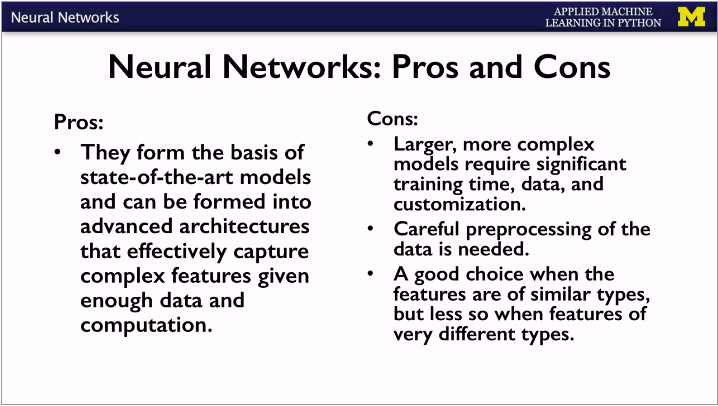 Neural Networks
APPLIED MACHINE
LEARNING IN PYTHON
M
Neural Networks: Pros and Cons
Pros:
• They form the basis of
state-of-the-art models
and can be formed into
advanced architectures
that effectively capture
complex features given
enough data and
computation.
Cons:
• Larger, more complex
models require significant
training time, data, and
customization.
• Careful preprocessing of the
data is needed.
• A good choice when the
features are of similar types,
but less so when features of
very different types.